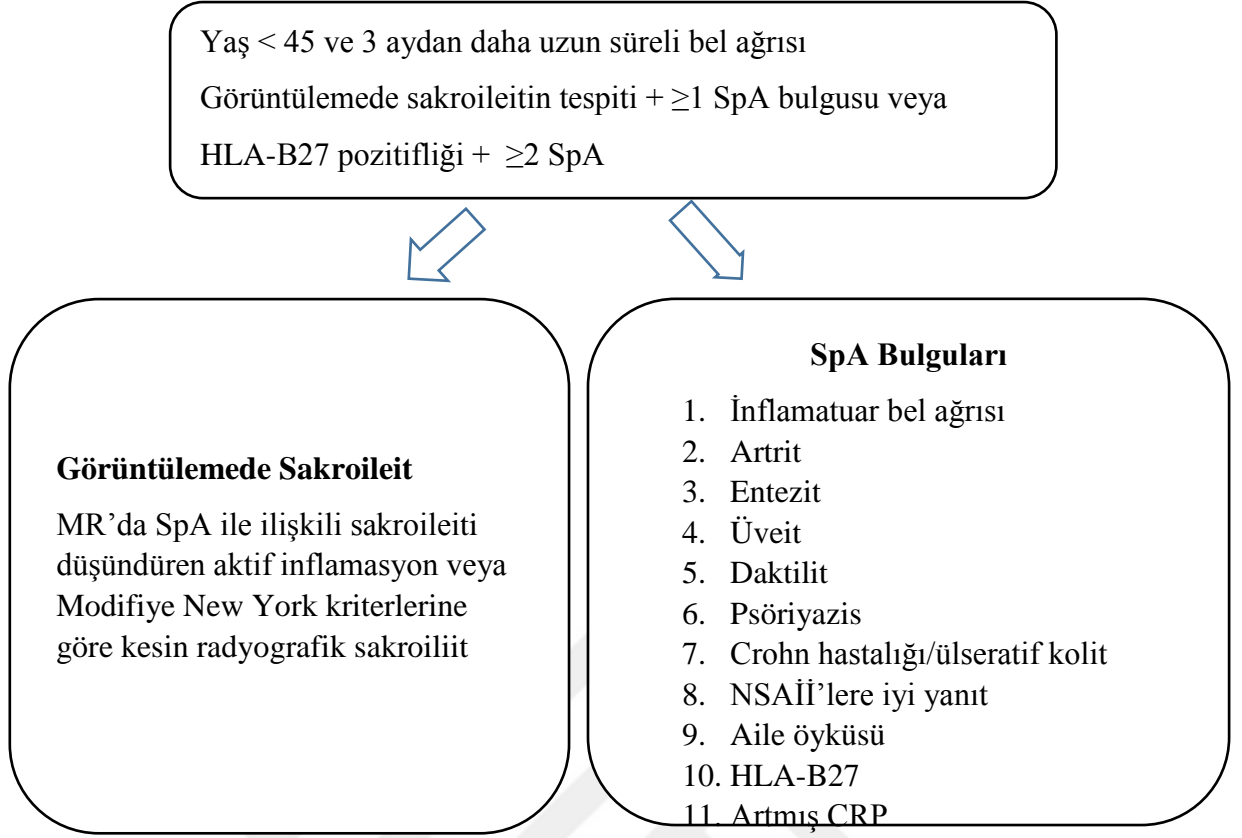 Yaş < 45 ve 3 aydan daha uzun süreli bel ağrısı
Görüntülemede sakroileitin tespiti + ≥1 SpA bulgusu veya
HLA-B27 pozitifliği + ≥2 SpA
Görüntülemede Sakroileit
MR’da SpA ile ilişkili sakroileiti
düşündüren aktif inflamasyon veya
Modifiye New York kriterlerine
göre kesin radyografik sakroiliit
SpA Bulguları
1. İnflamatuar bel ağrısı
2. Artrit
3. Entezit
4. Üveit
5. Daktilit
6. Psöriyazis
7. Crohn hastalığı/ülseratif kolit
8. NSAİİ’lere iyi yanıt
9. Aile öyküsü
10. HLA-B27
11. Artmış CRP